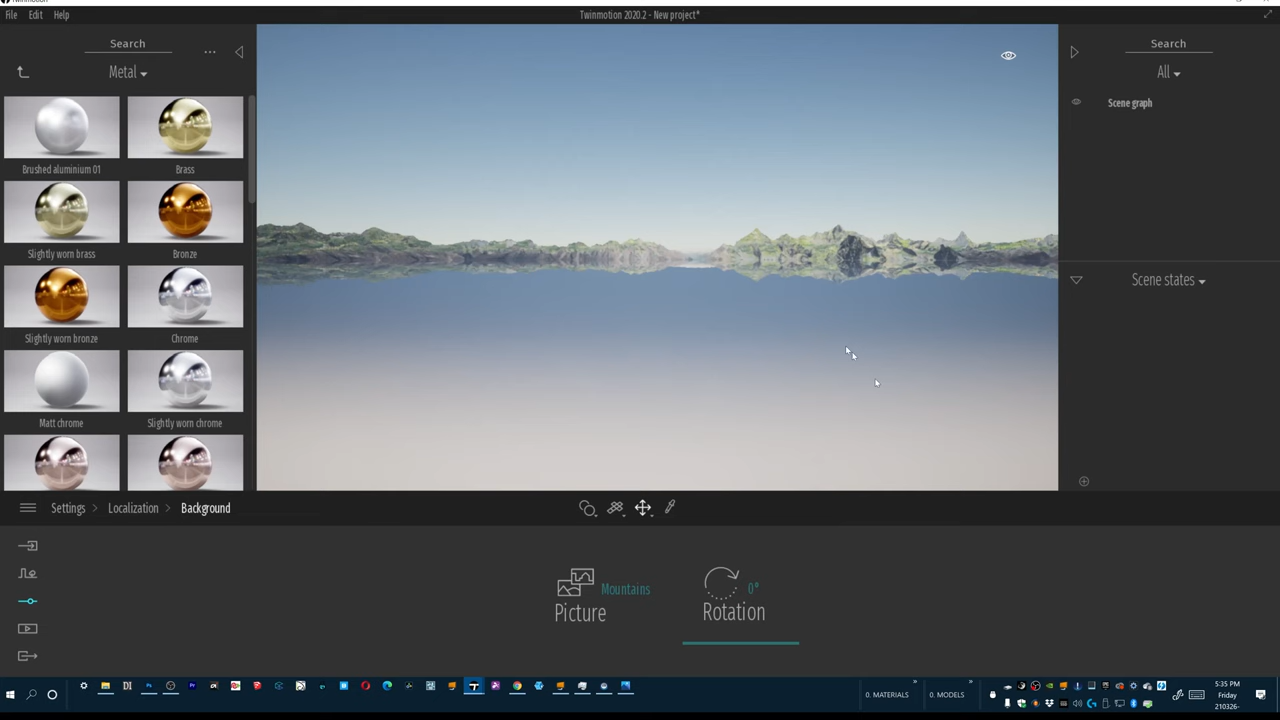 Twinmotion
File Edit Help
Twinmotion 2020.2 - New project*
Search
...
Metal
Brushed aluminium 01
Brass
Slightly worn brass
Bronze
Slightly worn bronze
Chrome
Matt chrome
Slightly worn chrome
Search
All
Scene graph
Scene states
Settings > Localization > Background
Mountains
Picture
0°
Rotation
0. MATERIALS
0. MODELS
5:35 PM
Friday
210326-